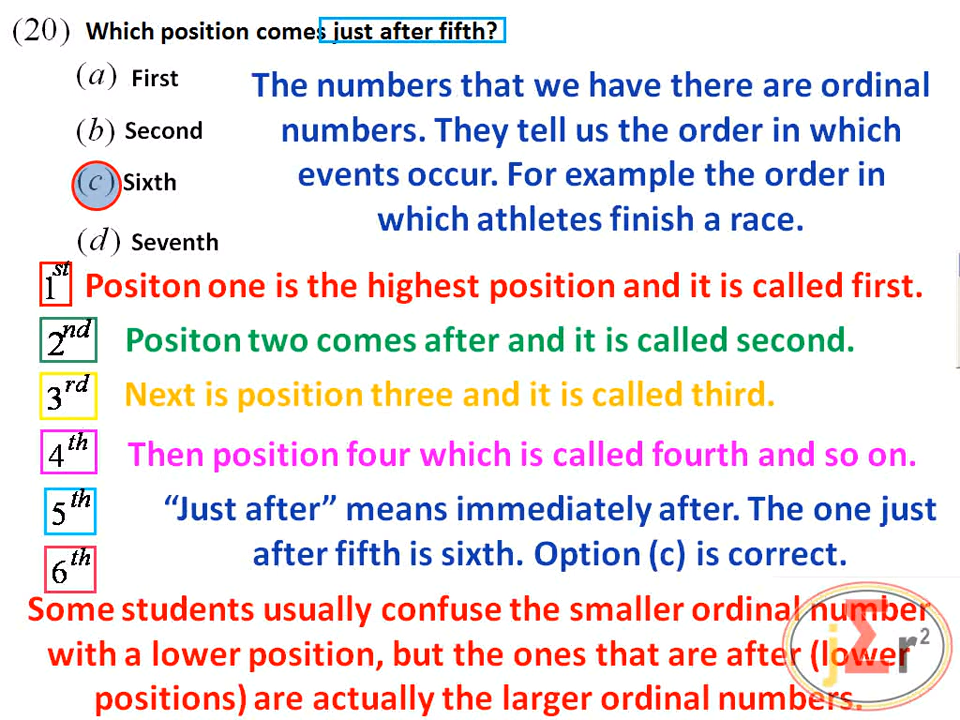 (20) Which position comes just after fifth?
(a) First
(b) Second
(c) Sixth
(d) Seventh
The numbers that we have there are ordinal
numbers. They tell us the order in which
events occur. For example the order in
which athletes finish a race.
1st Positon one is the highest position and it is called first.
2nd Positon two comes after and it is called second.
3rd Next is position three and it is called third.
4th Then position four which is called fourth and so on.
5th “Just after” means immediately after. The one just
after fifth is sixth. Option (c) is correct.
6th
Some students usually confuse the smaller ordinal number
with a lower position, but the ones that are after (lower
positions) are actually the larger ordinal numbers.
jΣr2